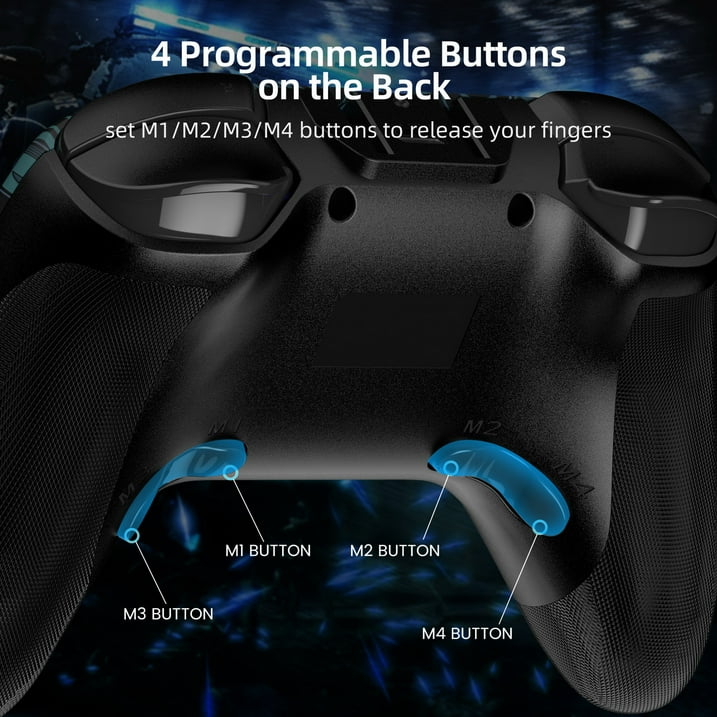 4 Programmable Buttons
on the Back
set M1/M2/M3/M4 buttons to release your fingers
M1
M2
M4
M1 BUTTON
M2 BUTTON
M3 BUTTON
M4 BUTTON